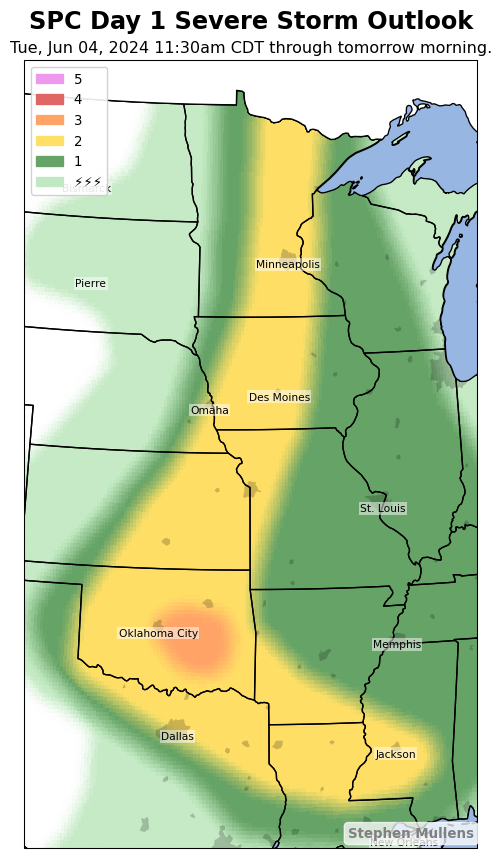 SPC Day 1 Severe Storm Outlook
Tue, Jun 04, 2024 11:30am CDT through tomorrow morning.
5
4
3
2
1
⚡⚡⚡
Bismarck
Minneapolis
Pierre
Des Moines
Omaha
St. Louis
Oklahoma City
Memphis
Dallas
Jackson
Stephen Mullens
New Orleans